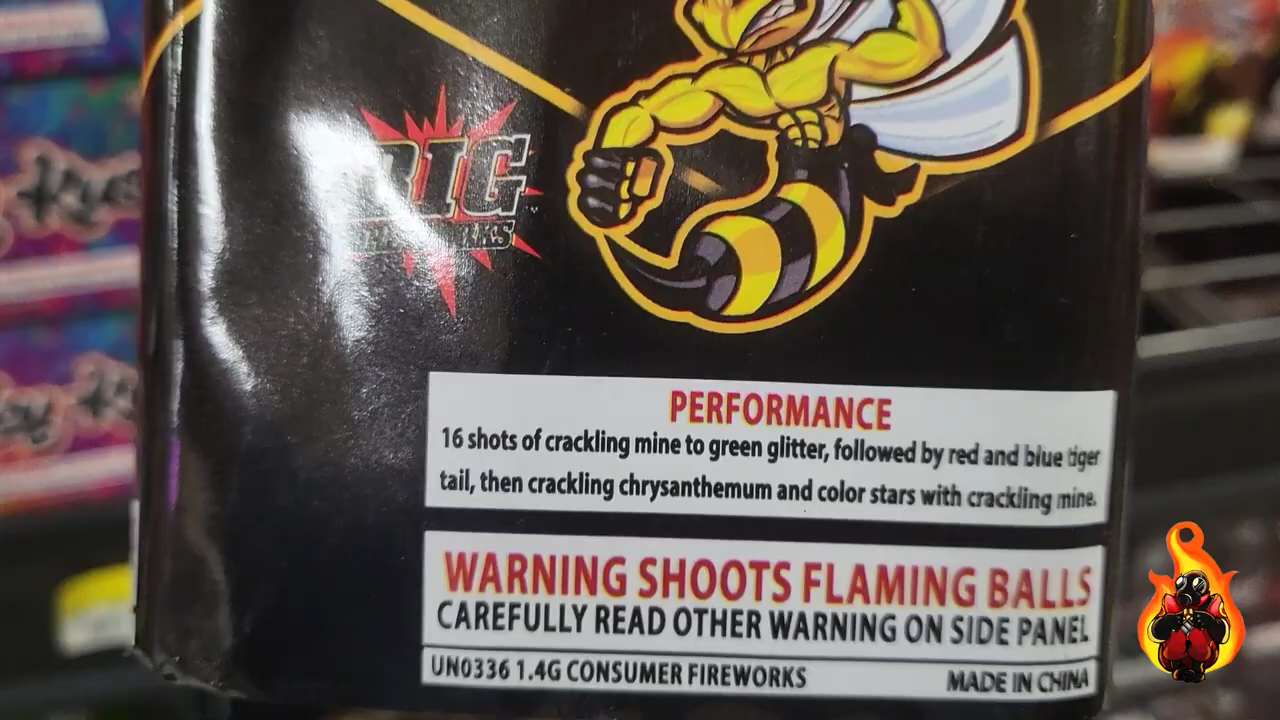 BIG
PERFORMANCE
16 shots of crackling mine to green glitter, followed by red and blue tiger
tail, then crackling chrysanthemum and color stars with crackling mine.
WARNING SHOOTS FLAMING BALLS
CAREFULLY READ OTHER WARNING ON SIDE PANEL
UN0336 1.4G CONSUMER FIREWORKS
MADE IN CHINA